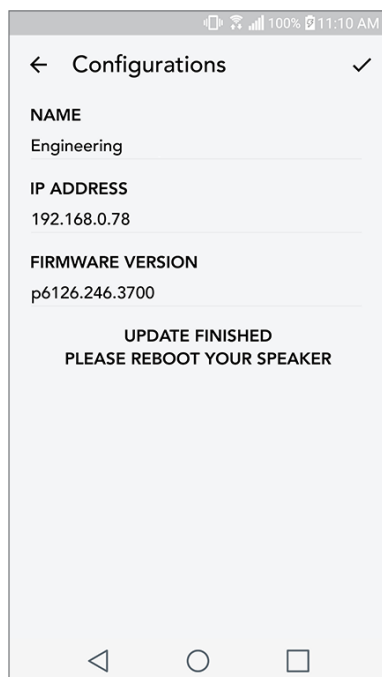 100% 11:10 AM
Configurations
NAME
Engineering
IP ADDRESS
192.168.0.78
FIRMWARE VERSION
p6126.246.3700
UPDATE FINISHED
PLEASE REBOOT YOUR SPEAKER